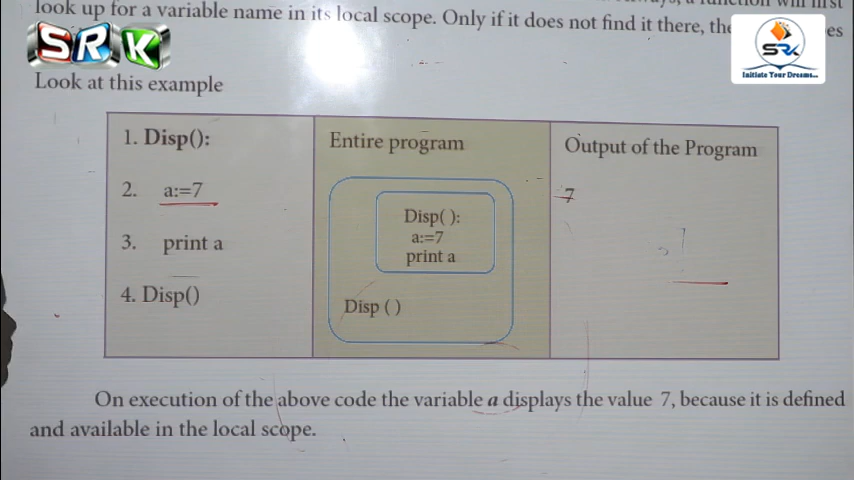 look up for a variable name in its local scope. Only if it does not find it there, the
es
SRK
SRK
Initiate Your Dreams...
Look at this example
1. Disp():
2. a:=7
3. print a
4. Disp()
Entire program
Disp( ):
a:=7
print a
Disp ( )
Output of the Program
7
On execution of the above code the variable a displays the value 7, because it is defined
and available in the local scope.